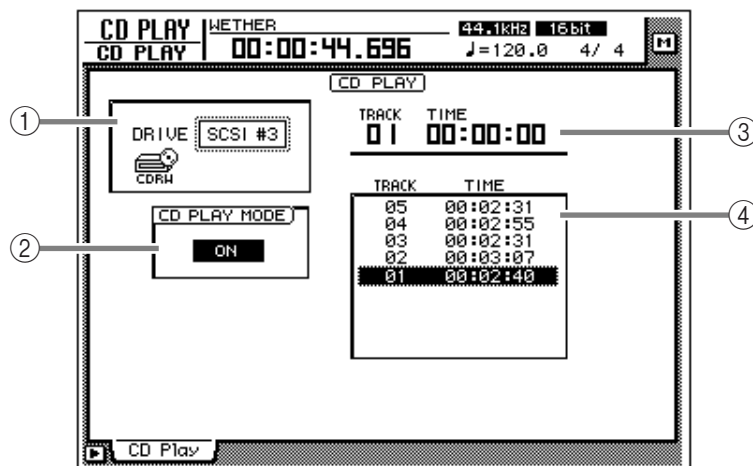 CD PLAY WETHER 44.1kHz 16bit
CD PLAY 00:00:44.696 ♩=120.0 4/ 4 M
CD PLAY
① DRIVE SCSI #3
CDRW
TRACK TIME
01 00:00:00 ③
② CD PLAY MODE
ON
TRACK TIME
05 00:02:31 ④
04 00:02:55
03 00:02:31
02 00:03:07
01 00:02:40
CD Play